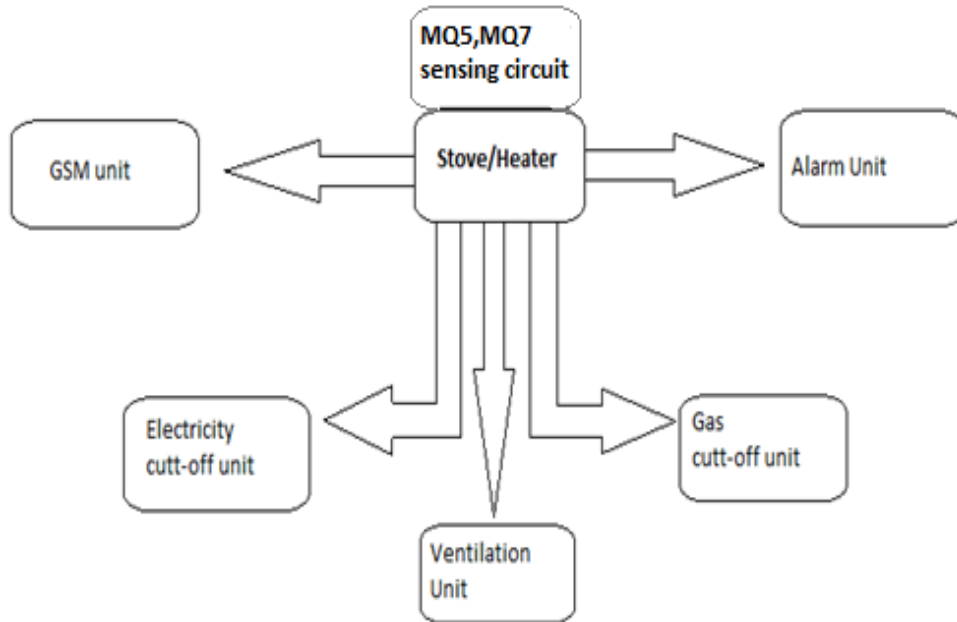 MQ5,MQ7
sensing circuit
Stove/Heater
GSM unit
Alarm Unit
Electricity
cutt-off unit
Gas
cutt-off unit
Ventilation
Unit